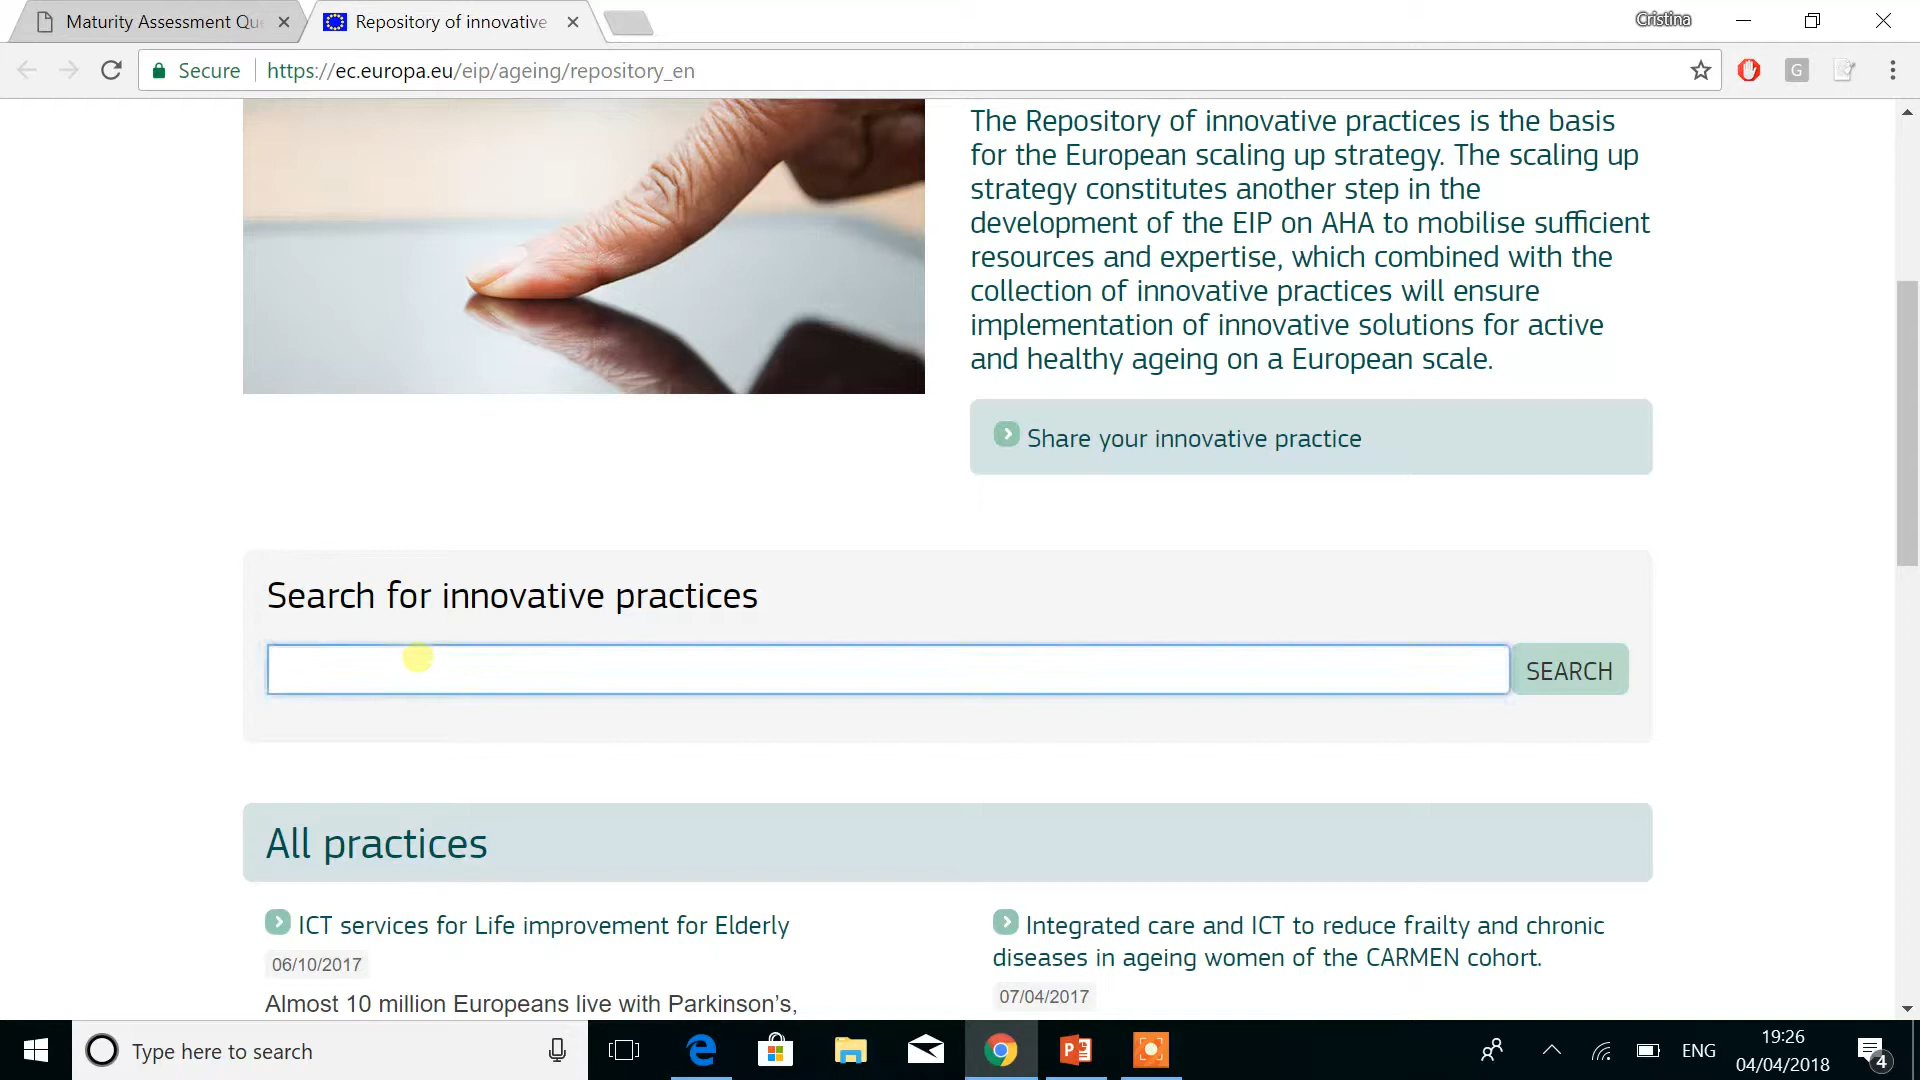 Maturity Assessment Que
Repository of innovative
Cristina
Secure
https://ec.europa.eu/eip/ageing/repository_en
G
The Repository of innovative practices is the basis
for the European scaling up strategy. The scaling up
strategy constitutes another step in the
development of the EIP on AHA to mobilise sufficient
resources and expertise, which combined with the
collection of innovative practices will ensure
implementation of innovative solutions for active
and healthy ageing on a European scale.
Share your innovative practice
Search for innovative practices
SEARCH
All practices
ICT services for Life improvement for Elderly
06/10/2017
Almost 10 million Europeans live with Parkinson's,
Integrated care and ICT to reduce frailty and chronic
diseases in ageing women of the CARMEN cohort.
07/04/2017
Type here to search
ENG
19:26
04/04/2018
4